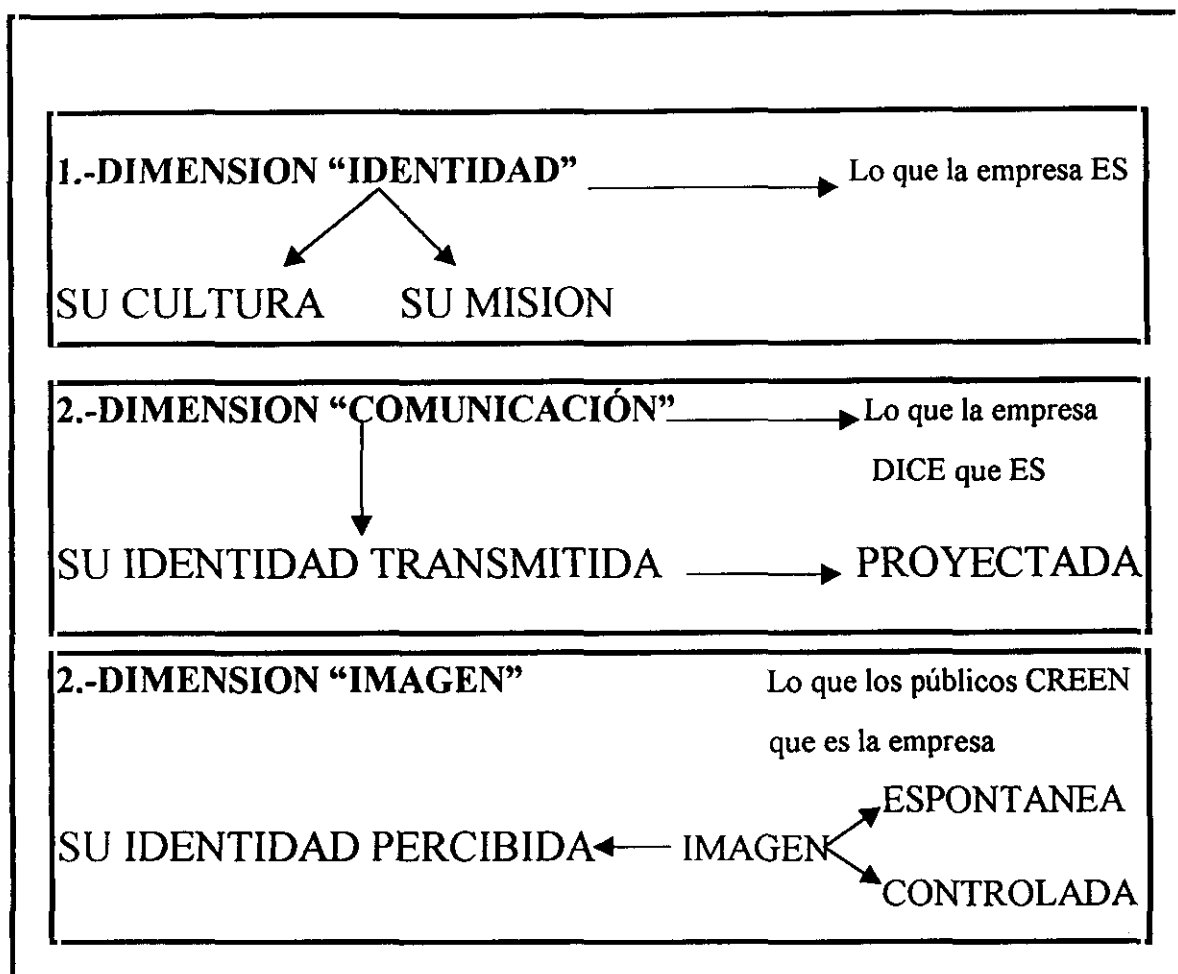 1.-DIMENSION “IDENTIDAD” Lo que la empresa ES
SU CULTURA SU MISION
2.-DIMENSION “COMUNICACIÓN” Lo que la empresa
DICE que ES
SU IDENTIDAD TRANSMITIDA PROYECTADA
2.-DIMENSION “IMAGEN” Lo que los públicos CREEN
que es la empresa
ESPONTANEA
SU IDENTIDAD PERCIBIDA IMAGEN
CONTROLADA